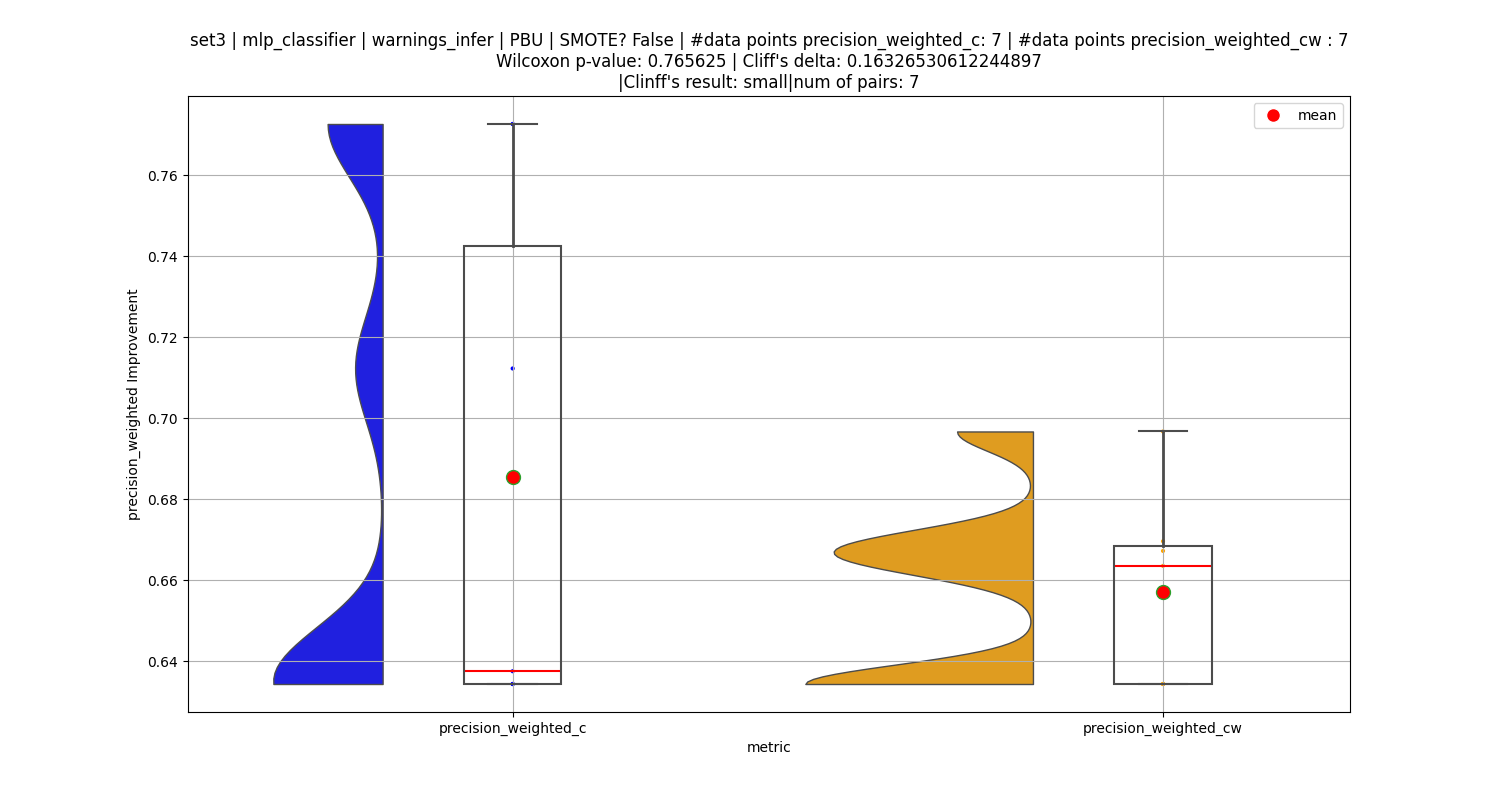 set3 | mlp_classifier | warnings_infer | PBU | SMOTE? False | #data points precision_weighted_c: 7 | #data points precision_weighted_cw : 7
Wilcoxon p-value: 0.765625 | Cliff's delta: 0.16326530612244897
|Clinff's result: small|num of pairs: 7
mean
0.76
0.74
0.72
0.70
0.68
0.66
0.64
precision_weighted Improvement
precision_weighted_c
precision_weighted_cw
metric